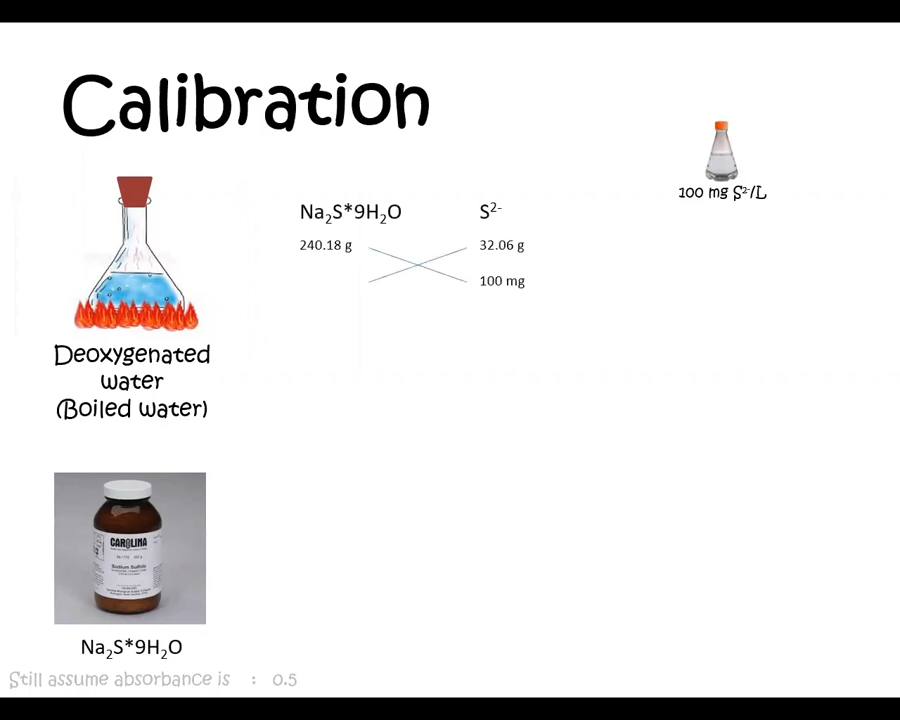 Calibration
100 mg S²⁻/L
Na₂S*9H₂O S²⁻
240.18 g 32.06 g
100 mg
Deoxygenated
water
(Boiled water)
CAROLINA
Sodium Sulfide
Na₂S*9H₂O
Still assume absorbance is : 0.5